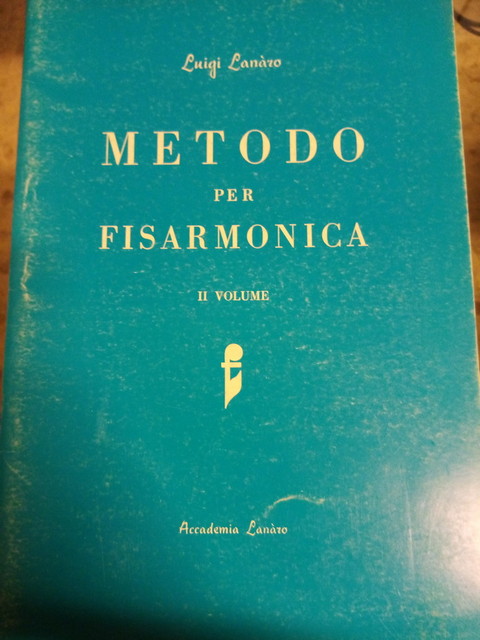 Luigi Lanàro
METODO
PER
FISARMONICA
II VOLUME
Accademia Lanàro